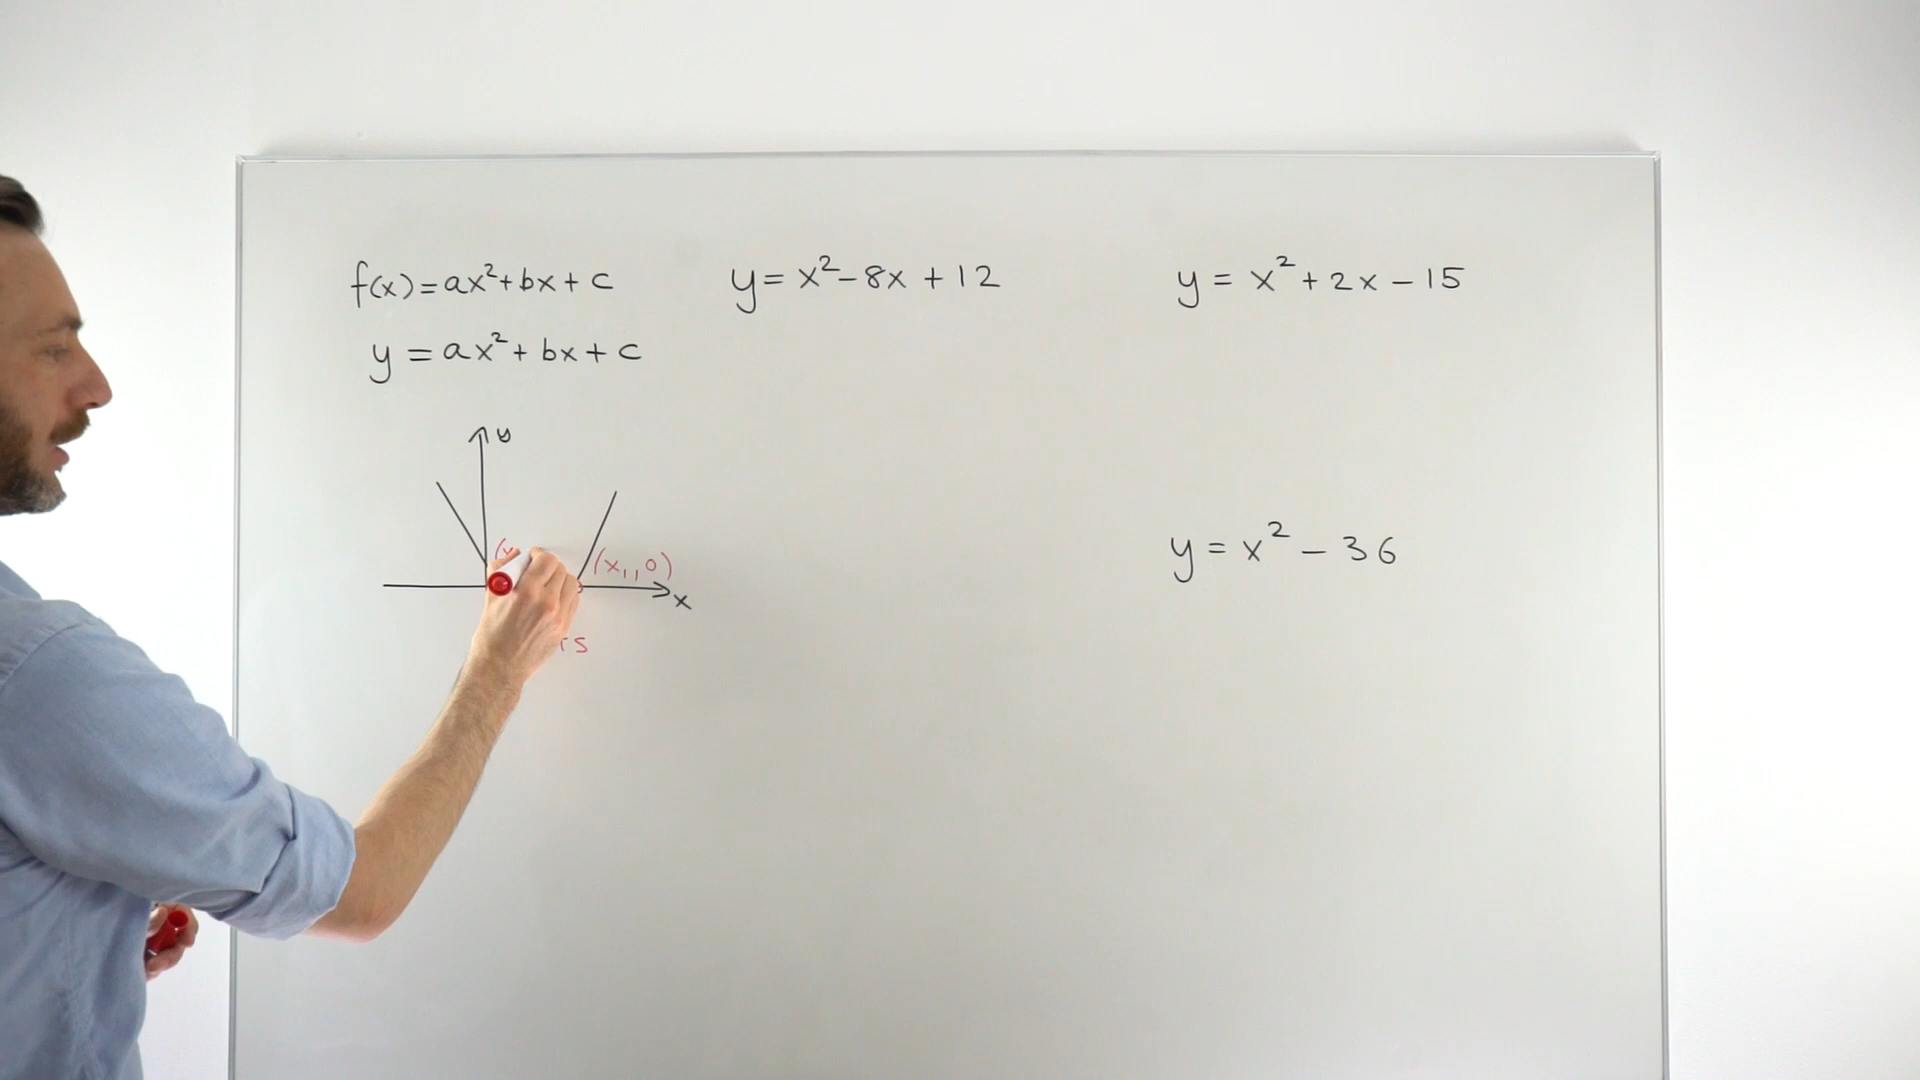 f(x)=ax²+bx+c
y=ax²+bx+c
y=x²-8x+12
y=x²+2x-15
y
(x₁,0)
x
y=x²-36